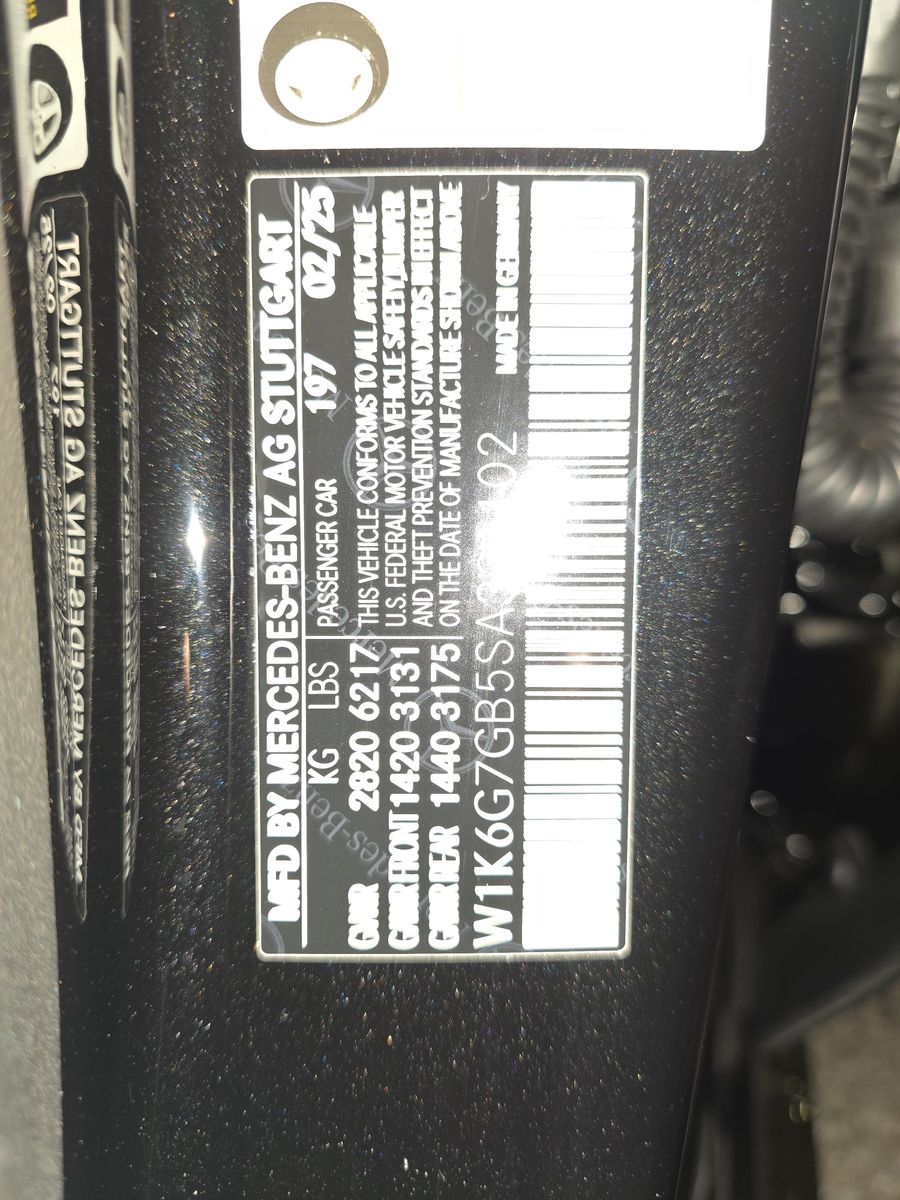 MFD BY MERCEDES-BENZ AG STUTTGART
KG LBS
PASSENGER CAR 197 02/25
GVWR 2820 6217
GAWR FRONT 1420 3131
GAWR REAR 1440 3175
THIS VEHICLE CONFORMS TO ALL APPLICABLE
U.S. FEDERAL MOTOR VEHICLE SAFETY, BUMPER
AND THEFT PREVENTION STANDARDS IN EFFECT
ON THE DATE OF MANUFACTURE SHOWN ABOVE
MADE IN GERMANY